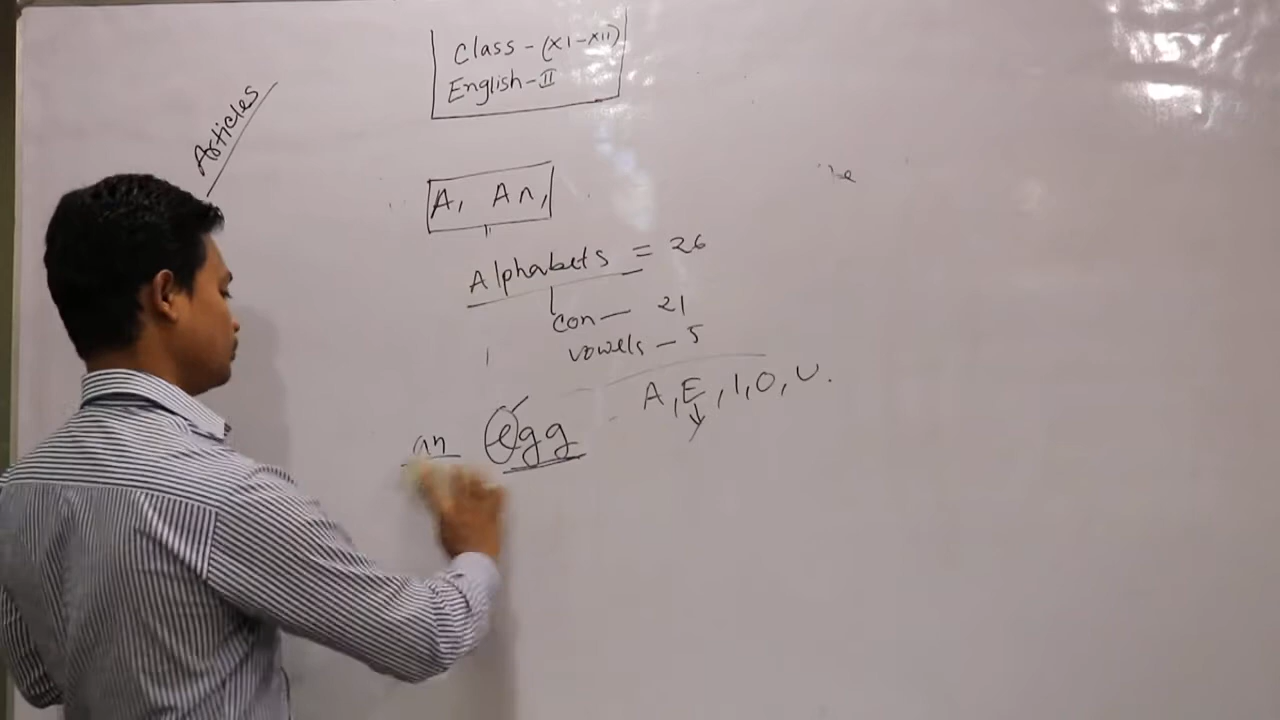 Class - (XI-XII)
English-II
Articles
A, An,
Alphabets = 26
Con — 21
vowels — 5
A, E, I, O, U.
an egg